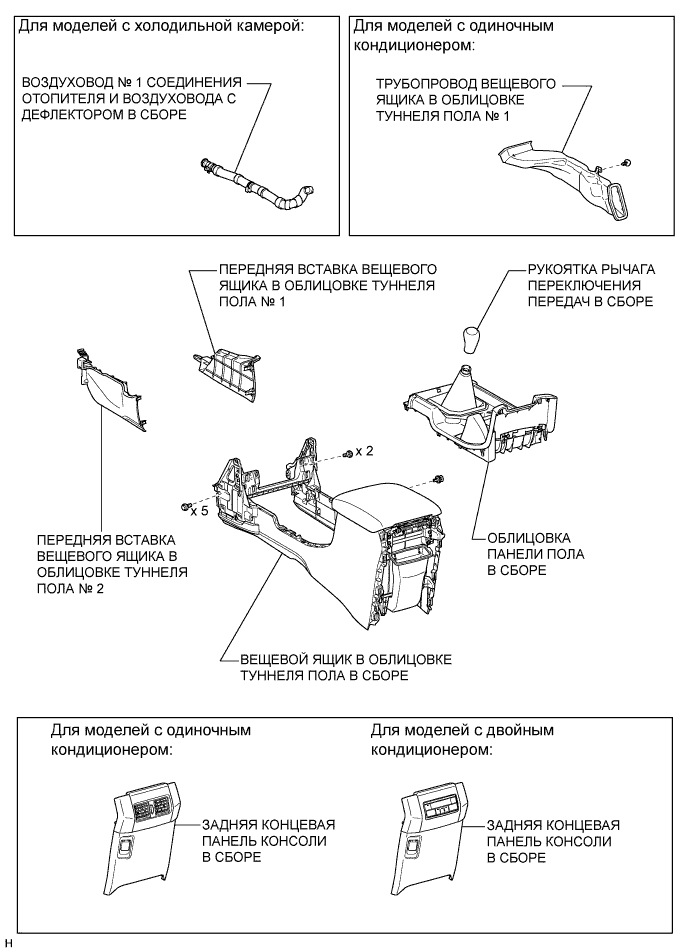 Для моделей с холодильной камерой:
ВОЗДУХОВОД № 1 СОЕДИНЕНИЯ
ОТОПИТЕЛЯ И ВОЗДУХОВОДА С
ДЕФЛЕКТОРОМ В СБОРЕ
Для моделей с одиночным
кондиционером:
ТРУБОПРОВОД ВЕЩЕВОГО
ЯЩИКА В ОБЛИЦОВКЕ
ТУННЕЛЯ ПОЛА № 1
ПЕРЕДНЯЯ ВСТАВКА ВЕЩЕВОГО
ЯЩИКА В ОБЛИЦОВКЕ ТУННЕЛЯ
ПОЛА № 1
РУКОЯТКА РЫЧАГА
ПЕРЕКЛЮЧЕНИЯ
ПЕРЕДАЧ В СБОРЕ
x 2
x 5
ПЕРЕДНЯЯ ВСТАВКА
ВЕЩЕВОГО ЯЩИКА В
ОБЛИЦОВКЕ ТУННЕЛЯ
ПОЛА № 2
ОБЛИЦОВКА
ПАНЕЛИ ПОЛА
В СБОРЕ
ВЕЩЕВОЙ ЯЩИК В ОБЛИЦОВКЕ
ТУННЕЛЯ ПОЛА В СБОРЕ
Для моделей с одиночным
кондиционером:
ЗАДНЯЯ КОНЦЕВАЯ
ПАНЕЛЬ КОНСОЛИ
В СБОРЕ
Для моделей с двойным
кондиционером:
ЗАДНЯЯ КОНЦЕВАЯ
ПАНЕЛЬ КОНСОЛИ
В СБОРЕ
H